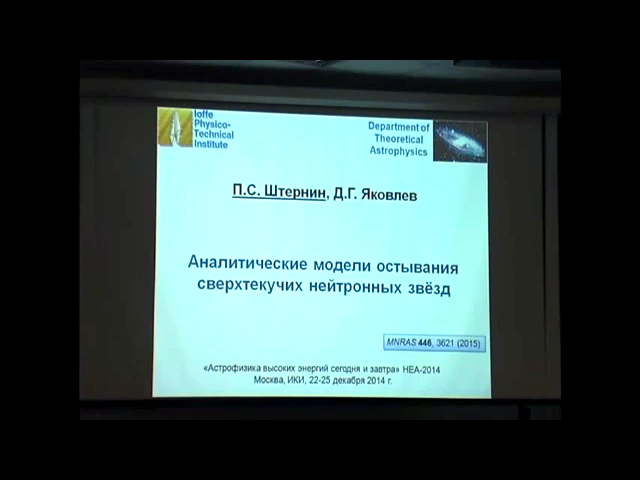 Ioffe
Physico-
Technical
Institute
Department of
Theoretical
Astrophysics
П.С. Штернин, Д.Г. Яковлев
Аналитические модели остывания
сверхтекучих нейтронных звёзд
MNRAS 446, 3621 (2015)
«Астрофизика высоких энергий сегодня и завтра» HEA-2014
Москва, ИКИ, 22-25 декабря 2014 г.